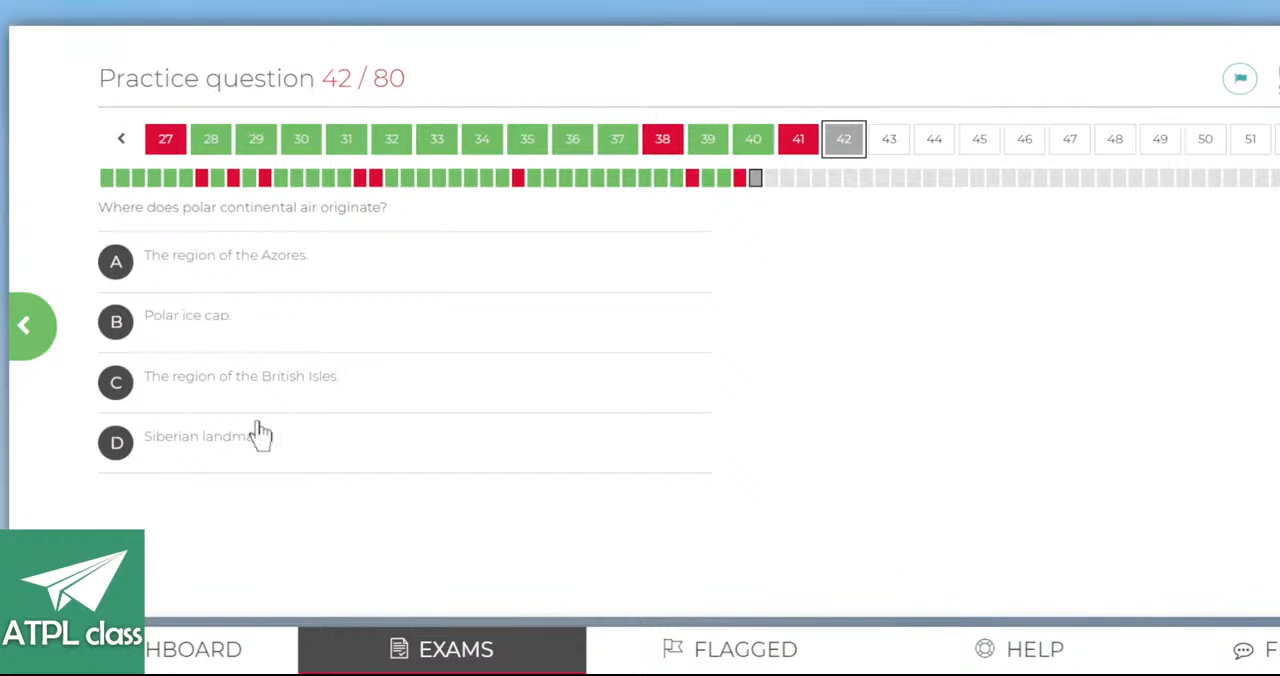 Practice question 42 / 80
27 28 29 30 31 32 33 34 35 36 37 38 39 40 41 42 43 44 45 46 47 48 49 50 51
Where does polar continental air originate?
A The region of the Azores.
B Polar ice cap.
C The region of the British Isles.
D Siberian
ATPL class
HBOARD EXAMS FLAGGED HELP